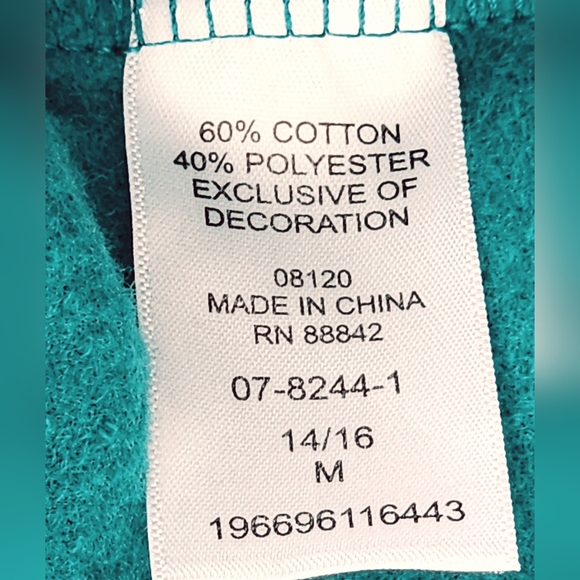 60% COTTON
40% POLYESTER
EXCLUSIVE OF
DECORATION
08120
MADE IN CHINA
RN 88842
07-8244-1
14/16
M
196696116443